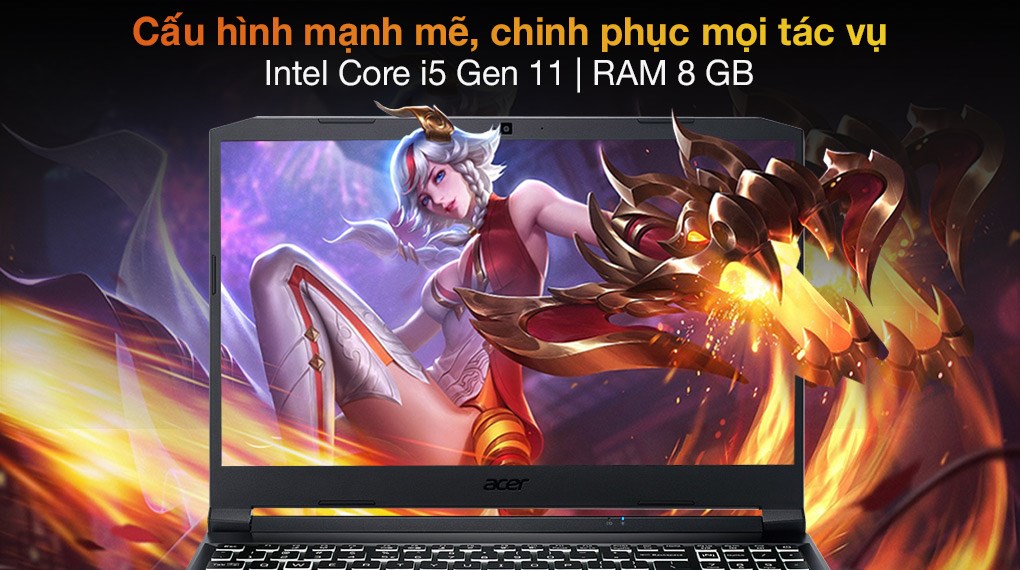 Cấu hình mạnh mẽ, chinh phục mọi tác vụ
Intel Core i5 Gen 11 | RAM 8 GB
acer